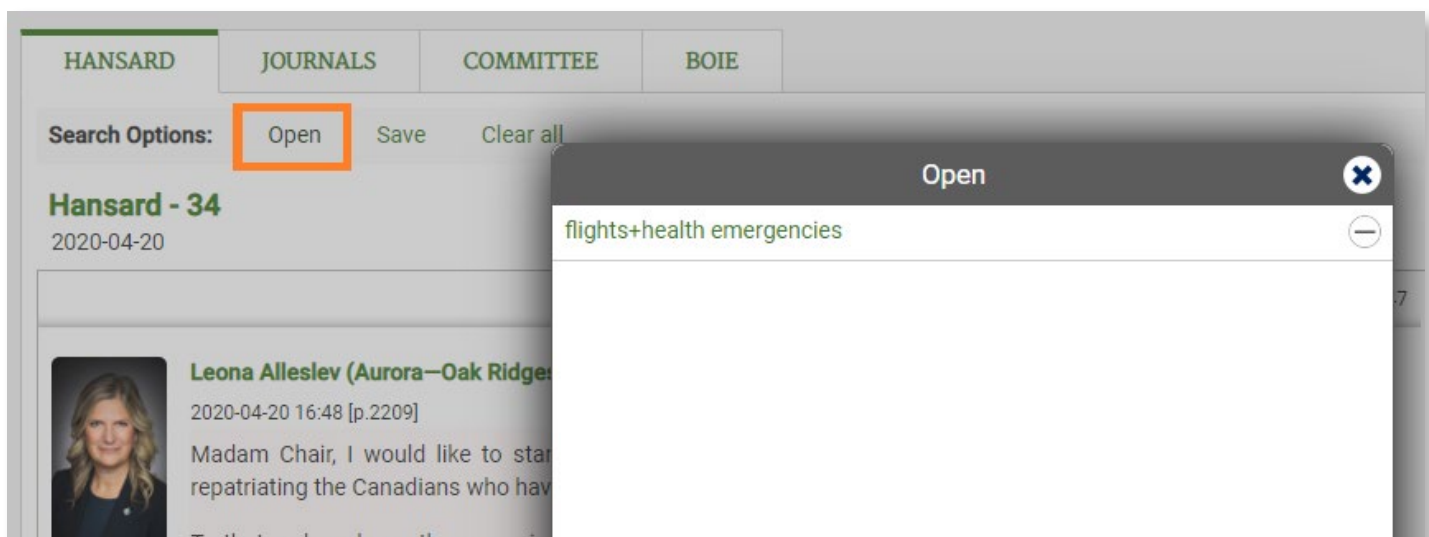 HANSARD JOURNALS COMMITTEE BOIE
Search Options: Open Save Clear all
Open
Hansard - 34
flights+health emergencies
2020-04-20
Leona Alleslev (Aurora—Oak Ridges
2020-04-20 16:48 [p.2209]
Madam Chair, I would like to star
repatriating the Canadians who hav